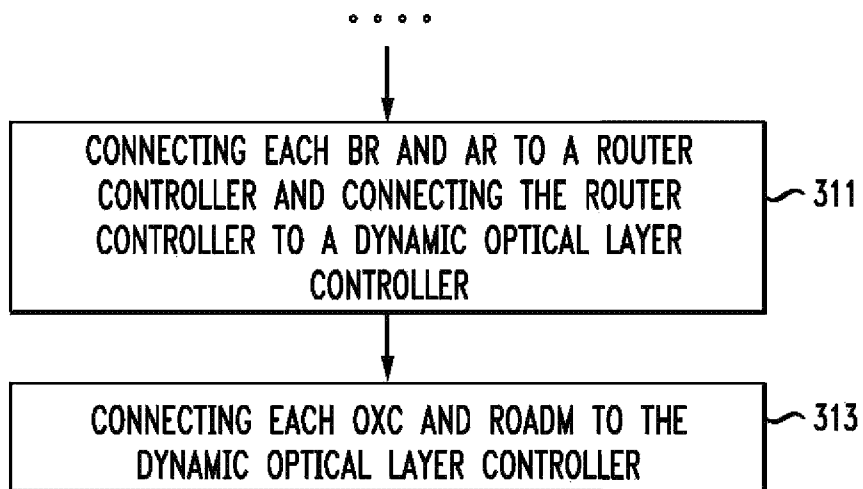 CONNECTING EACH BR AND AR TO A ROUTER
CONTROLLER AND CONNECTING THE ROUTER
CONTROLLER TO A DYNAMIC OPTICAL LAYER
CONTROLLER
311
CONNECTING EACH OXC AND ROADM TO THE
DYNAMIC OPTICAL LAYER CONTROLLER
313